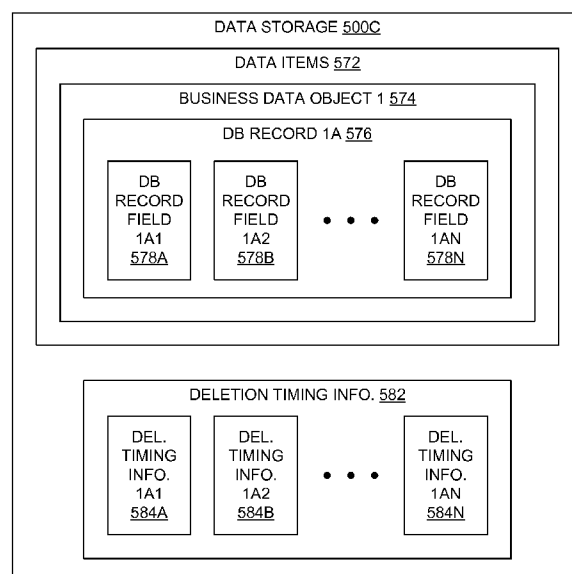 DATA STORAGE 500C
DATA ITEMS 572
BUSINESS DATA OBJECT 1 574
DB RECORD 1A 576
DB
RECORD
FIELD
1A1
578A
DB
RECORD
FIELD
1A2
578B
DB
RECORD
FIELD
1AN
578N
DELETION TIMING INFO. 582
DEL.
TIMING
INFO.
1A1
584A
DEL.
TIMING
INFO.
1A2
584B
DEL.
TIMING
INFO.
1AN
584N